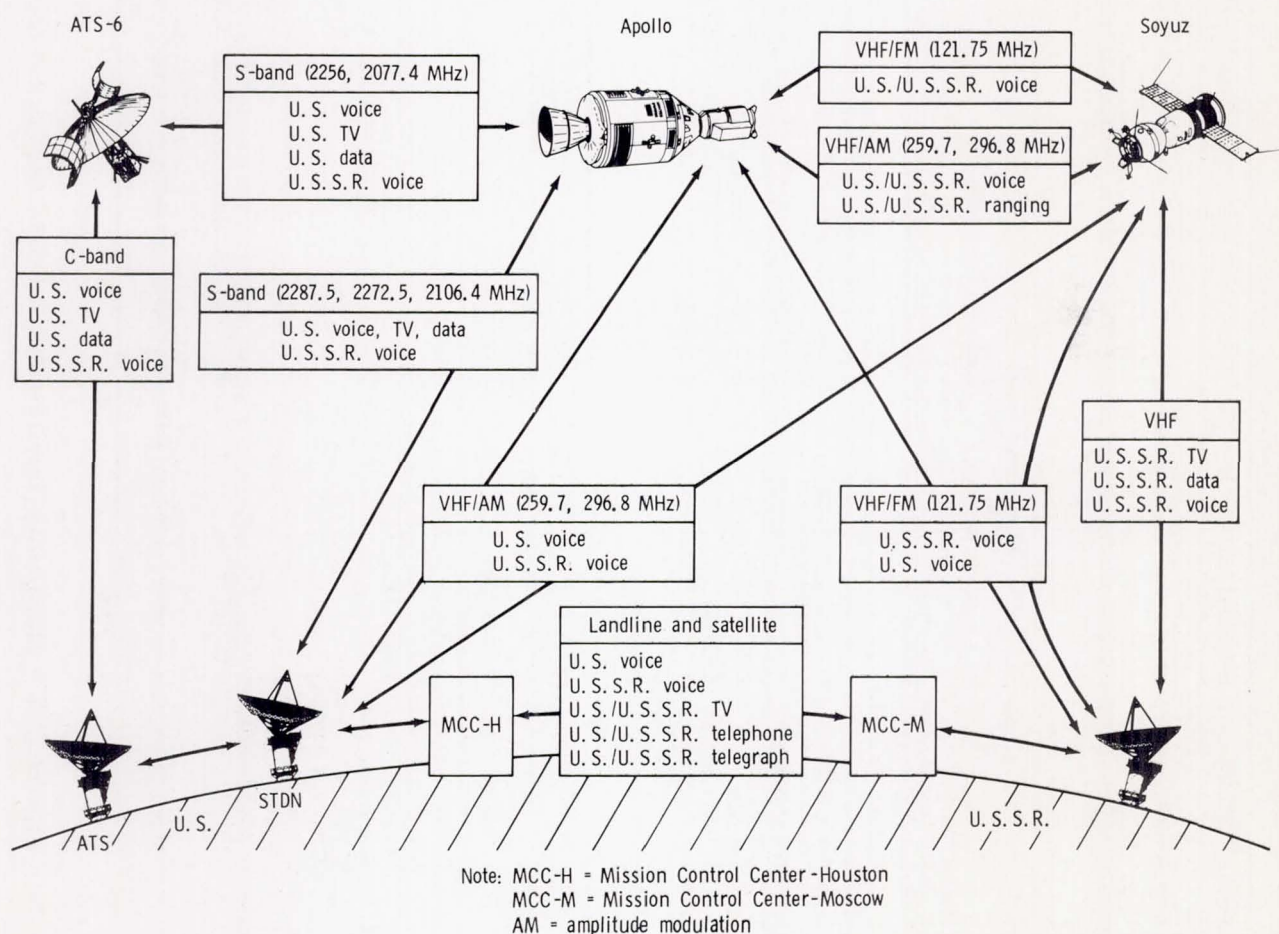 ATS-6
Apollo
Soyuz
S-band (2256, 2077.4 MHz)
U.S. voice
U.S. TV
U.S. data
U.S.S.R. voice
VHF/FM (121.75 MHz)
U.S./U.S.S.R. voice
VHF/AM (259.7, 296.8 MHz)
U.S./U.S.S.R. voice
U.S./U.S.S.R. ranging
C-band
U.S. voice
U.S. TV
U.S. data
U.S.S.R. voice
S-band (2287.5, 2272.5, 2106.4 MHz)
U.S. voice, TV, data
U.S.S.R. voice
VHF
U.S.S.R. TV
U.S.S.R. data
U.S.S.R. voice
VHF/AM (259.7, 296.8 MHz)
U.S. voice
U.S.S.R. voice
VHF/FM (121.75 MHz)
U.S.S.R. voice
U.S. voice
Landline and satellite
U.S. voice
U.S.S.R. voice
U.S./U.S.S.R. TV
U.S./U.S.S.R. telephone
U.S./U.S.S.R. telegraph
MCC-H
MCC-M
STDN
ATS
U.S.
U.S.S.R.
Note: MCC-H = Mission Control Center-Houston
MCC-M = Mission Control Center-Moscow
AM = amplitude modulation